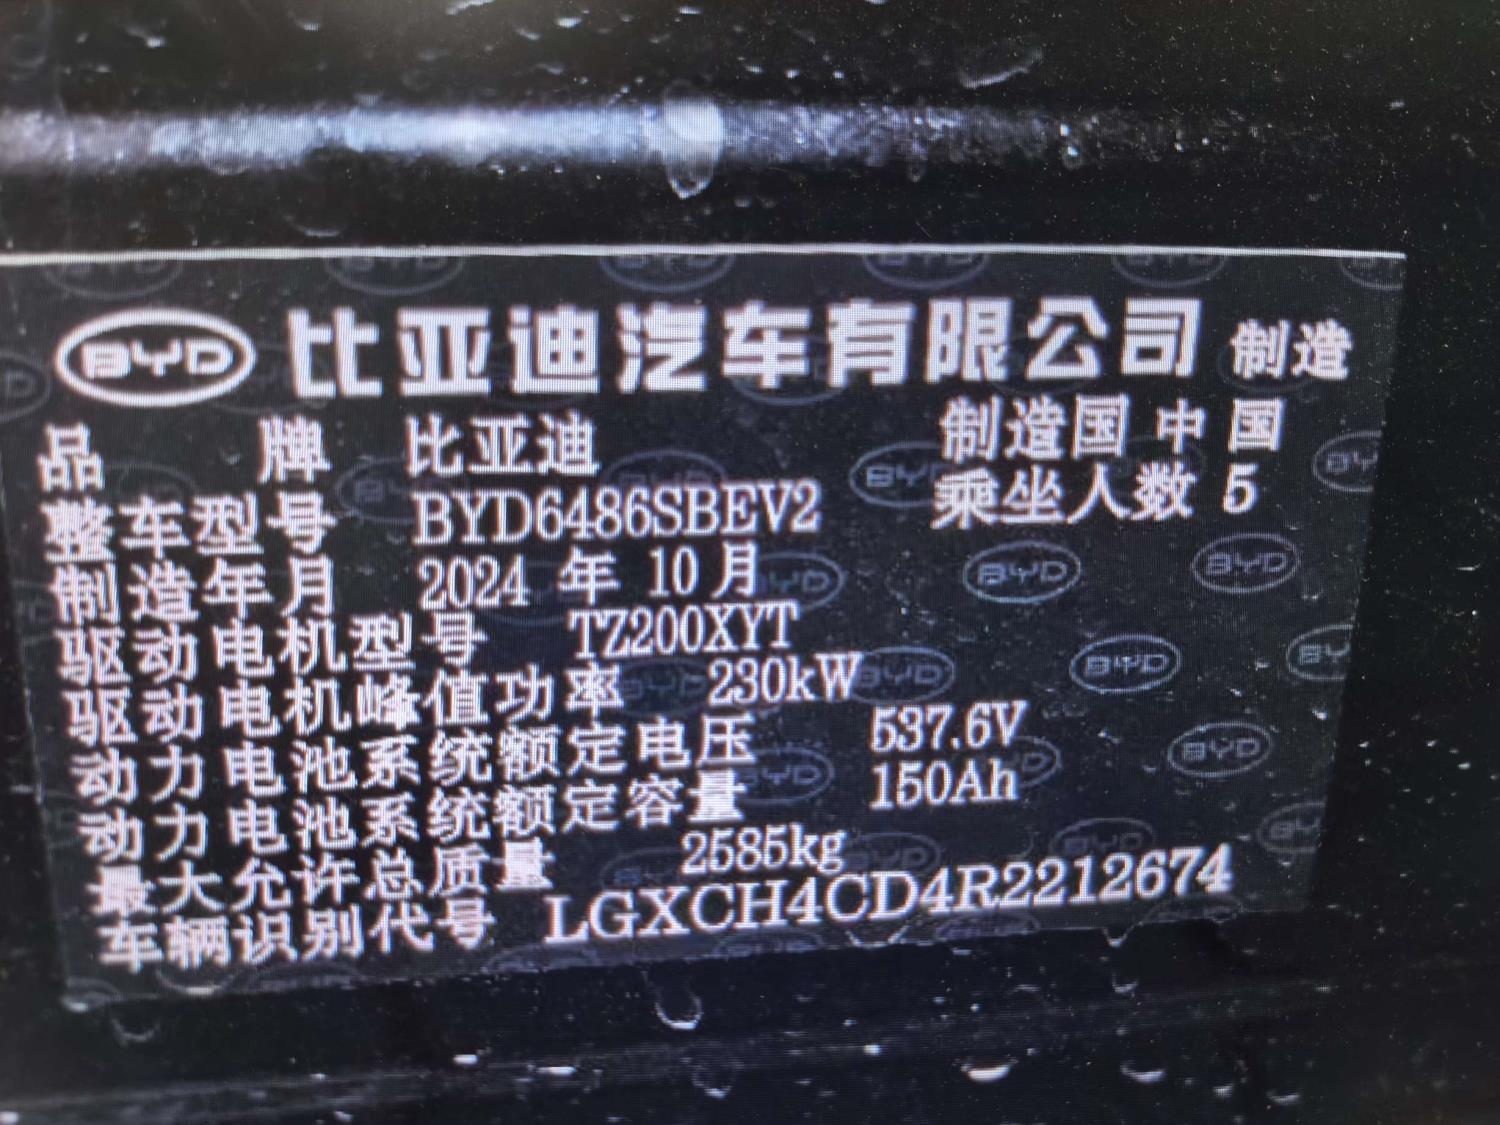 BYD 比亚迪汽车有限公司 制造
品牌 比亚迪 制造国 中国
整车型号 BYD6486SBEV2 乘坐人数 5
制造年月 2024 年 10 月
驱动电机型号 TZ200XYT
驱动电机峰值功率 230kW
动力电池系统额定电压 537.6V
动力电池系统额定容量 150Ah
最大允许总质量 2585kg
车辆识别代号 LGXCH4CD4R2212674